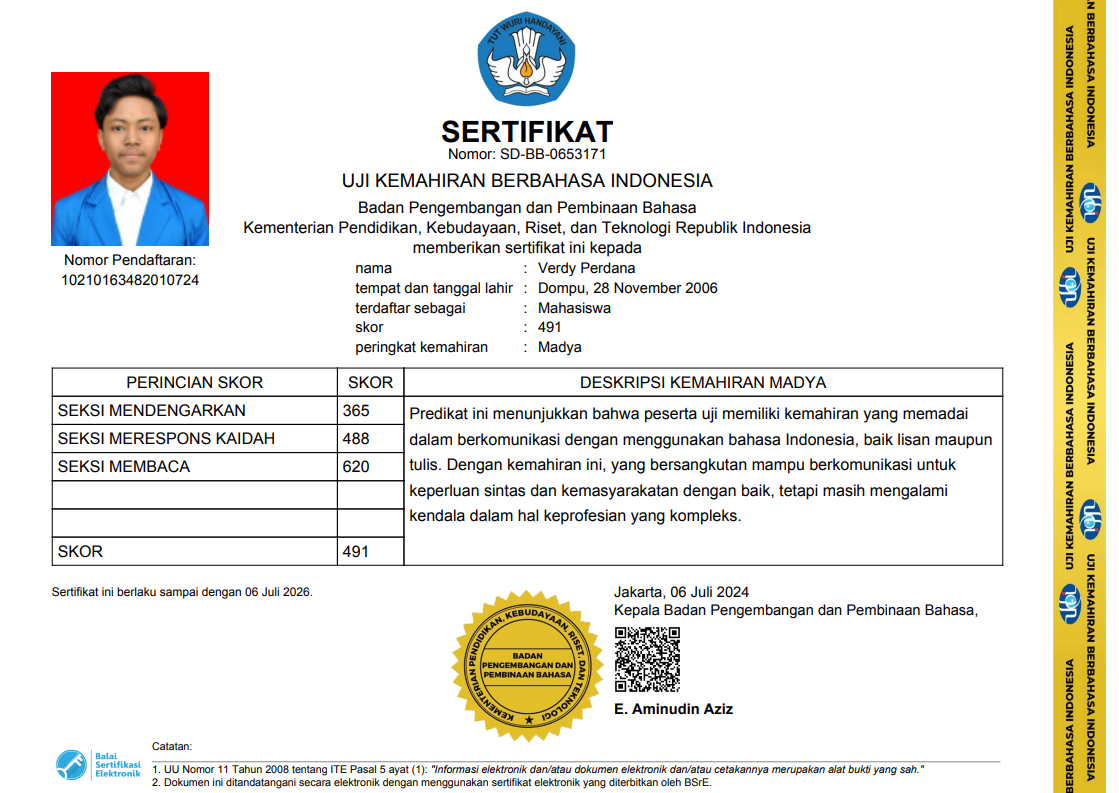 TUT WURI HANDAYANI
SERTIFIKAT
Nomor: SD-BB-0653171
UJI KEMAHIRAN BERBAHASA INDONESIA
Badan Pengembangan dan Pembinaan Bahasa
Kementerian Pendidikan, Kebudayaan, Riset, dan Teknologi Republik Indonesia
memberikan sertifikat ini kepada
Nomor Pendaftaran:
10210163482010724
nama : Verdy Perdana
tempat dan tanggal lahir : Dompu, 28 November 2006
terdaftar sebagai : Mahasiswa
skor : 491
peringkat kemahiran : Madya
PERINCIAN SKOR SKOR DESKRIPSI KEMAHIRAN MADYA
SEKSI MENDENGARKAN 365
SEKSI MERESPONS KAIDAH 488
SEKSI MEMBACA 620
SKOR 491
Predikat ini menunjukkan bahwa peserta uji memiliki kemahiran yang memadai
dalam berkomunikasi dengan menggunakan bahasa Indonesia, baik lisan maupun
tulis. Dengan kemahiran ini, yang bersangkutan mampu berkomunikasi untuk
keperluan sintas dan kemasyarakatan dengan baik, tetapi masih mengalami
kendala dalam hal keprofesian yang kompleks.
Sertifikat ini berlaku sampai dengan 06 Juli 2026.
Jakarta, 06 Juli 2024
Kepala Badan Pengembangan dan Pembinaan Bahasa,
E. Aminudin Aziz
KEMENTERIAN PENDIDIKAN, KEBUDAYAAN, RISET, DAN TEKNOLOGI
BADAN
PENGEMBANGAN DAN
PEMBINAAN BAHASA
Balai
Sertifikasi
Elektronik
Catatan:
1. UU Nomor 11 Tahun 2008 tentang ITE Pasal 5 ayat (1): "Informasi elektronik dan/atau dokumen elektronik dan/atau cetakannya merupakan alat bukti yang sah."
2. Dokumen ini ditandatangani secara elektronik dengan menggunakan sertifikat elektronik yang diterbitkan oleh BSrE.
UJI KEMAHIRAN BERBAHASA INDONESIA
UJI KEMAHIRAN BERBAHASA INDONESIA
BERBAHASA INDONESIA
N BERBAHASA INDONESIA
UJI KEMAHIRAN BERBAHASA INDONESIA
UJI KEMAHIRAN BERBAHASA INDONESIA